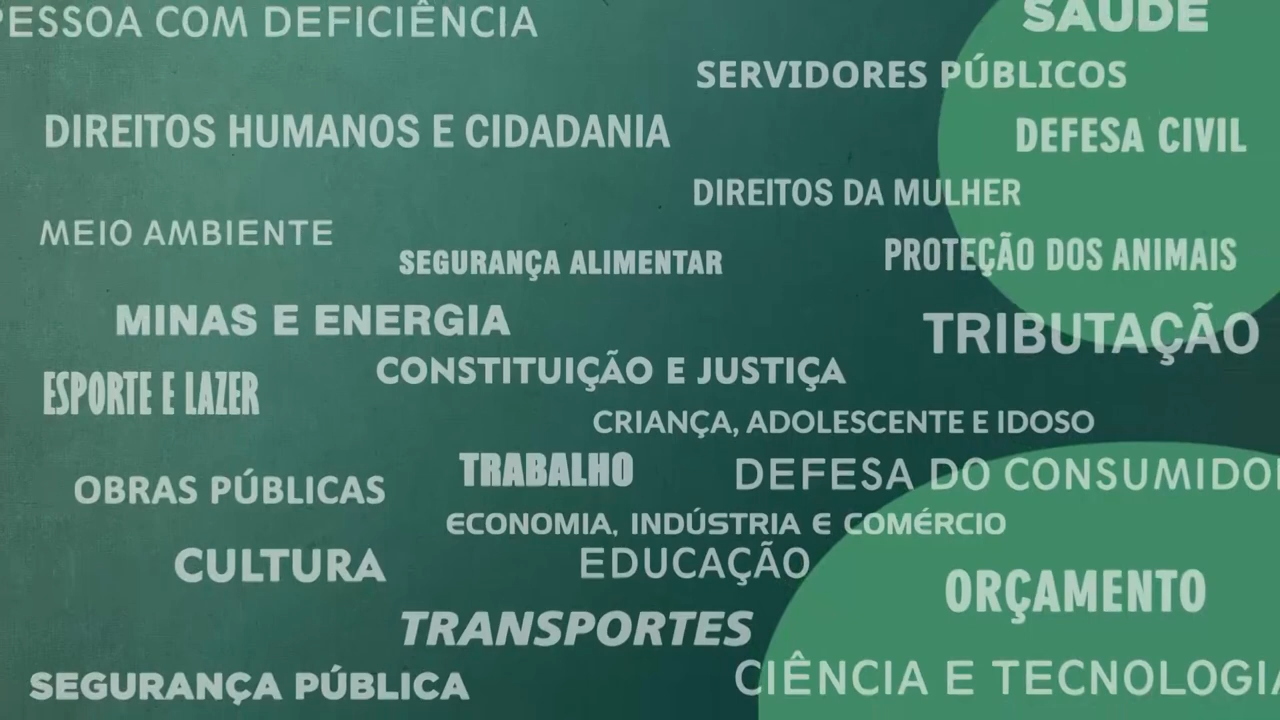 PESSOA COM DEFICIÊNCIA
SAÚDE
SERVIDORES PÚBLICOS
DIREITOS HUMANOS E CIDADANIA
DEFESA CIVIL
DIREITOS DA MULHER
MEIO AMBIENTE
SEGURANÇA ALIMENTAR
PROTEÇÃO DOS ANIMAIS
MINAS E ENERGIA
TRIBUTAÇÃO
CONSTITUIÇÃO E JUSTIÇA
ESPORTE E LAZER
CRIANÇA, ADOLESCENTE E IDOSO
TRABALHO
DEFESA DO CONSUMIDOR
OBRAS PÚBLICAS
ECONOMIA, INDÚSTRIA E COMÉRCIO
CULTURA
EDUCAÇÃO
ORÇAMENTO
TRANSPORTES
CIÊNCIA E TECNOLOGIA
SEGURANÇA PÚBLICA